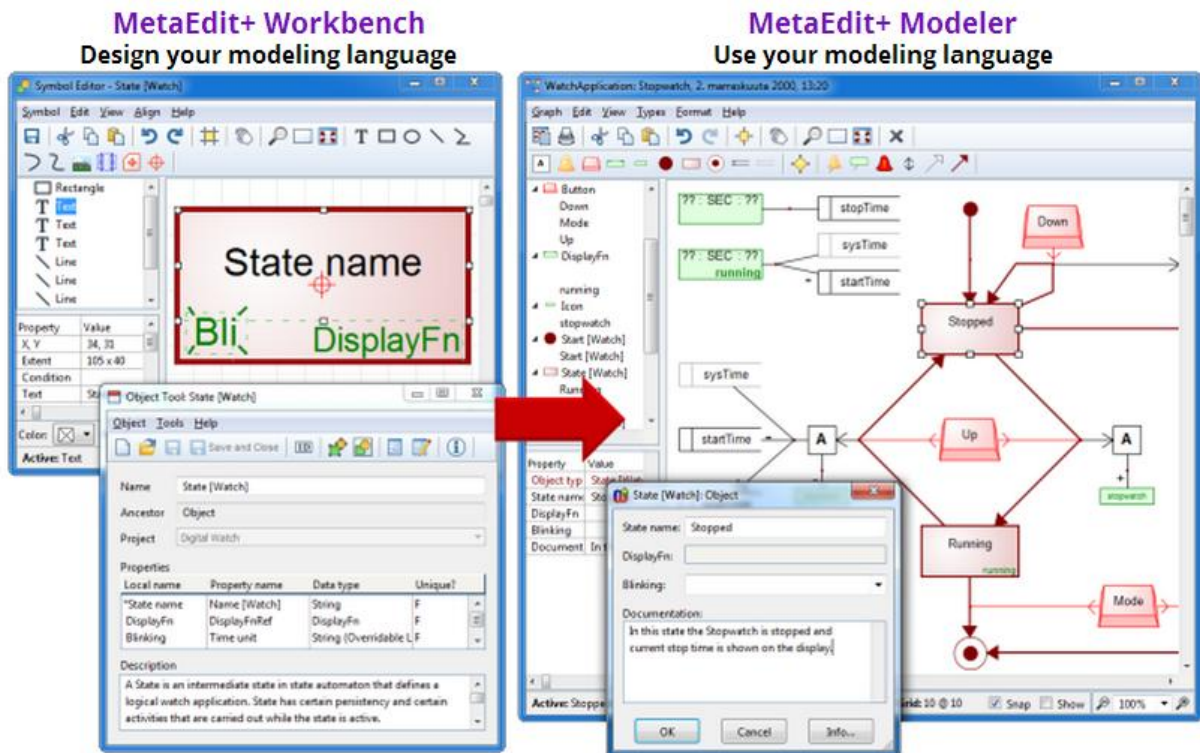 MetaEdit+ Workbench
Design your modeling language
Symbol Editor - State [Watch]
Symbol Edit View Align Help
Rectangle
Text
Text
Text
Line
Line
Line
State name
Bli
DisplayFn
Property Value
X, Y 34, 31
Extent 105 x 40
Condition
Text
Color:
Active: Text
Object Tool: State [Watch]
Object Tools Help
Save and Close
Name State [Watch]
Ancestor Object
Project Digital Watch
Properties
Local name Property name Data type Unique?
*State name Name [Watch] String F
DisplayFn DisplayFnRef DisplayFn F
Blinking Time unit String (Overridable L F
Description
A State is an intermediate state in state automaton that defines a
logical watch application. State has certain persistency and certain
activities that are carried out while the state is active.
MetaEdit+ Modeler
Use your modeling language
WatchApplication: Stopwatch, 2. marraskuuta 2000, 13:20
Graph Edit View Types Format Help
Button
Down
Mode
Up
DisplayFn
running
Icon
stopwatch
Start [Watch]
Start [Watch]
State [Watch]
Property Value
Object typ
State name
DisplayFn
Blinking
Document In t
?? : SEC : ??
stopTime
?? : SEC : ??
running
sysTime
startTime
Down
Stopped
sysTime
startTime
A
Up
A
stopwatch
Running
running
Mode
State [Watch]: Object
State name: Stopped
DisplayFn:
Blinking:
Documentation:
In this state the Stopwatch is stopped and
current stop time is shown on the display.
OK Cancel Info...
Active: Stoppe
Grid: 10 @ 10 Snap Show 100%